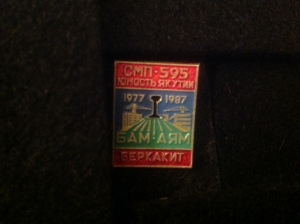 СМП-595
ЮНОСТЬ ЯКУТИИ
1977 1987
БАМ-АЯМ
БЕРКАКИТ